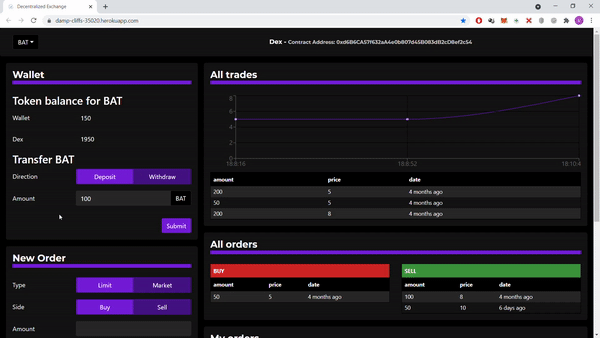 Decentralized Exchange
damp-cliffs-35020.herokuapp.com
BAT
Dex - Contract Address: 0xd6B6CA57f632aA4e0b807d45B083dB2cD8ef2c54
Wallet
Token balance for BAT
Wallet 150
Dex 1950
Transfer BAT
Direction Deposit Withdraw
Amount 100 BAT
Submit
New Order
Type Limit Market
Side Buy Sell
Amount
All trades
8
6
4
2
0
18:8:16 18:8:52 18:10:4
amount price date
200 5 4 months ago
50 5 4 months ago
200 8 4 months ago
All orders
BUY
amount price date
50 5 4 months ago
SELL
amount price date
100 8 4 months ago
50 10 6 days ago
My orders